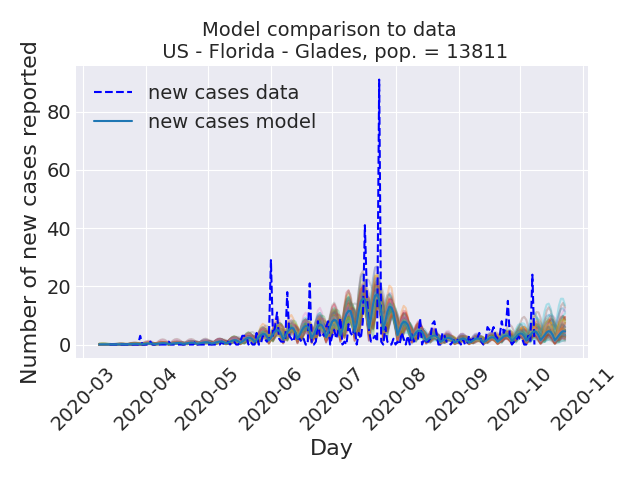 Model comparison to data
US - Florida - Glades, pop. = 13811
Number of new cases reported
80
60
40
20
0
new cases data
new cases model
2020-03
2020-04
2020-05
2020-06
2020-07
2020-08
2020-09
2020-10
2020-11
Day